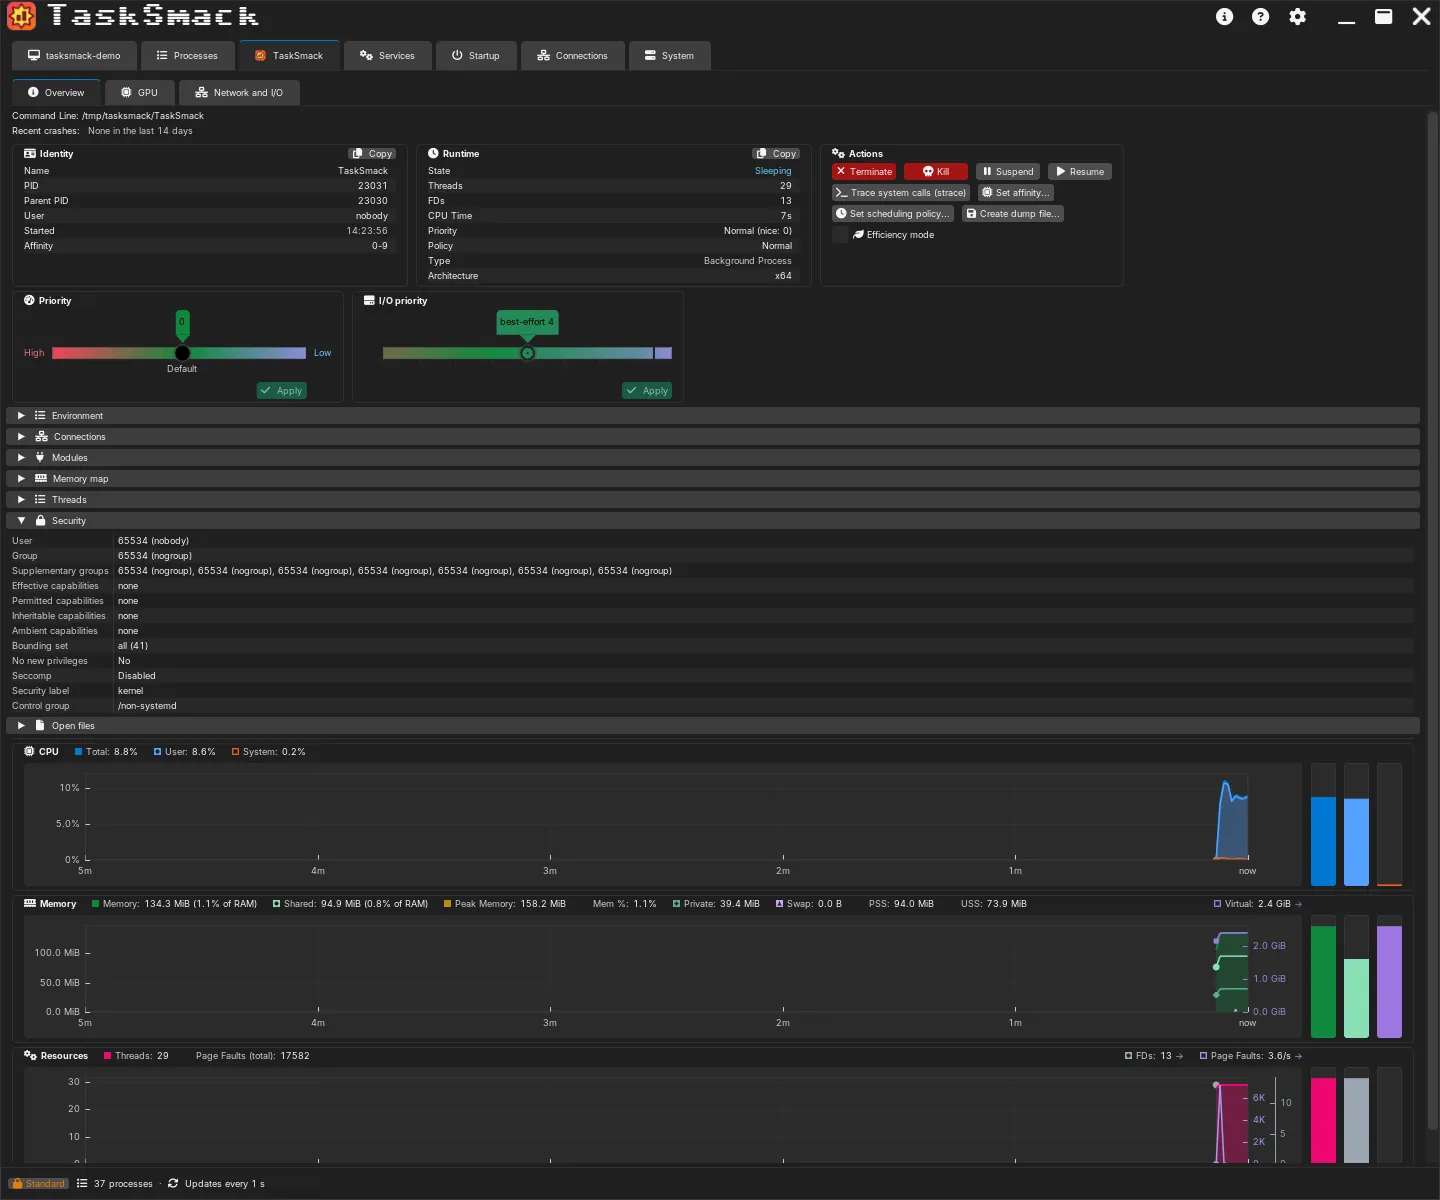 TaskSmack
tasksmack-demo Processes TaskSmack Services Startup Connections System
Overview GPU Network and I/O
Command Line: /tmp/tasksmack/TaskSmack
Recent crashes: None in the last 14 days
Identity Copy
Name TaskSmack
PID 23031
Parent PID 23030
User nobody
Started 14:23:56
Affinity 0-9
Runtime Copy
State Sleeping
Threads 29
FDs 13
CPU Time 7s
Priority Normal (nice: 0)
Policy Normal
Type Background Process
Architecture x64
Actions
Terminate Kill Suspend Resume
Trace system calls (strace) Set affinity...
Set scheduling policy... Create dump file...
Efficiency mode
Priority
0
High Low
Default
Apply
I/O priority
best-effort 4
Apply
Environment
Connections
Modules
Memory map
Threads
Security
User 65534 (nobody)
Group 65534 (nogroup)
Supplementary groups 65534 (nogroup), 65534 (nogroup), 65534 (nogroup), 65534 (nogroup), 65534 (nogroup), 65534 (nogroup), 65534 (nogroup)
Effective capabilities none
Permitted capabilities none
Inheritable capabilities none
Ambient capabilities none
Bounding set all (41)
No new privileges No
Seccomp Disabled
Security label kernel
Control group /non-systemd
Open files
CPU Total: 8.8% User: 8.6% System: 0.2%
10%
5.0%
0%
5m 4m 3m 2m 1m now
Memory Memory: 134.3 MiB (1.1% of RAM) Shared: 94.9 MiB (0.8% of RAM) Peak Memory: 158.2 MiB Mem %: 1.1% Private: 39.4 MiB Swap: 0.0 B PSS: 94.0 MiB USS: 73.9 MiB Virtual: 2.4 GiB →
100.0 MiB 2.0 GiB
50.0 MiB 1.0 GiB
0.0 MiB 0.0 GiB
5m 4m 3m 2m 1m now
Resources Threads: 29 Page Faults (total): 17582 FDs: 13 → Page Faults: 3.6/s →
30 6K 10
20 4K
10 2K 5
0 0 0
Standard 37 processes · Updates every 1 s